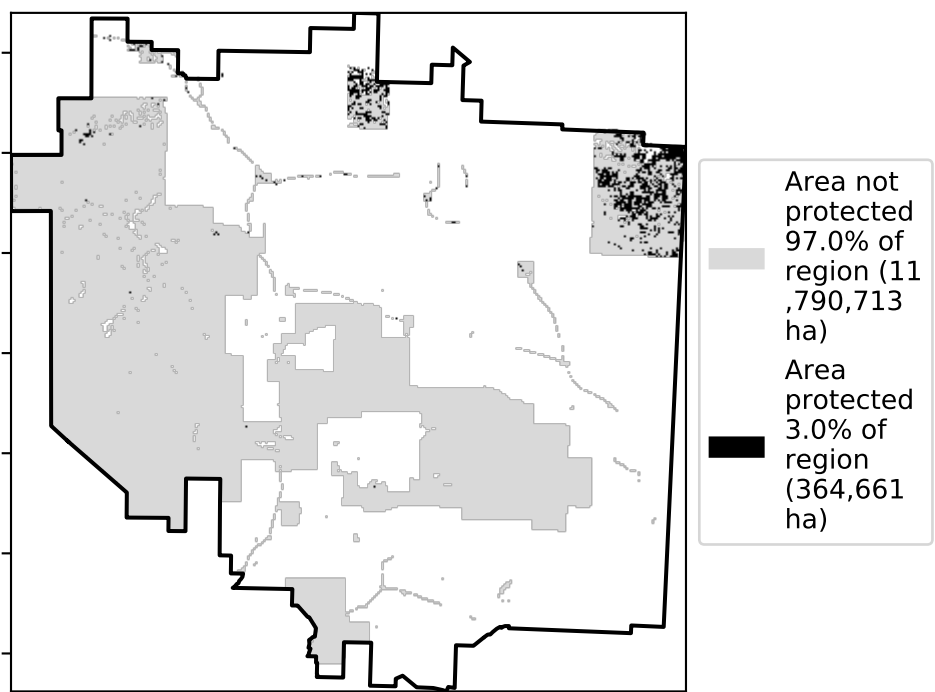 Area not
protected
97.0% of
region (11
,790,713
ha)
Area
protected
3.0% of
region
(364,661
ha)